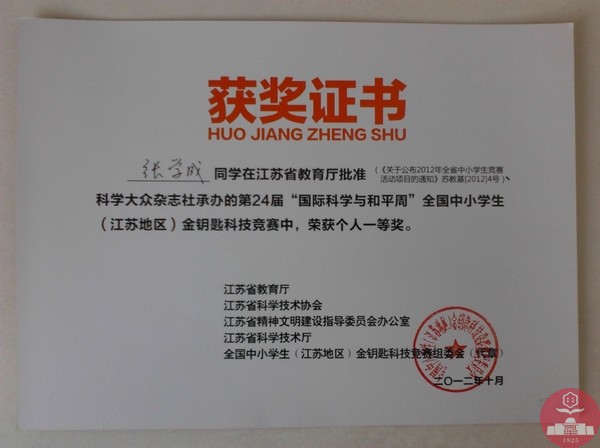 获奖证书
HUO JIANG ZHENG SHU
张学成 同学在江苏省教育厅批准（《关于公布2012年全省中小学生竞赛
活动项目的通知》苏教基[2012]4号）、
科学大众杂志社承办的第24届“国际科学与和平周”全国中小学生
（江苏地区）金钥匙科技竞赛中，荣获个人一等奖。
江苏省教育厅
江苏省科学技术协会
江苏省精神文明建设指导委员会办公室
江苏省科学技术厅
全国中小学生（江苏地区）金钥匙科技竞赛组委会（代章）
二〇一二年十月
1925